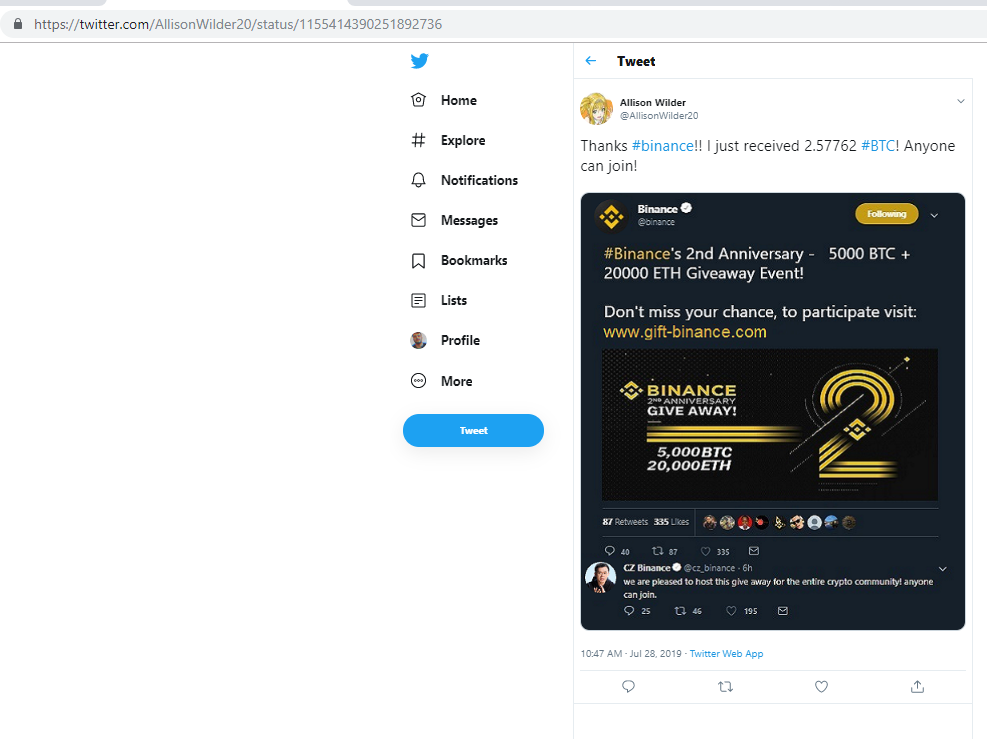 https://twitter.com/AllisonWilder20/status/1155414390251892736
Home
Explore
Notifications
Messages
Bookmarks
Lists
Profile
More
Tweet
Tweet
Allison Wilder
@AllisonWilder20
Thanks #binance!! I just received 2.57762 #BTC! Anyone
can join!
Binance
@binance
Following
#Binance's 2nd Anniversary - 5000 BTC +
20000 ETH Giveaway Event!
Don't miss your chance, to participate visit:
www.gift-binance.com
BINANCE
2ND ANNIVERSARY
GIVE AWAY!
5,000BTC
20,000ETH
2
87 Retweets 335 Likes
40 87 335
CZ Binance @cz_binance · 6h
we are pleased to host this give away for the entire crypto community! anyone
can join.
25 46 195
10:47 AM · Jul 28, 2019 · Twitter Web App